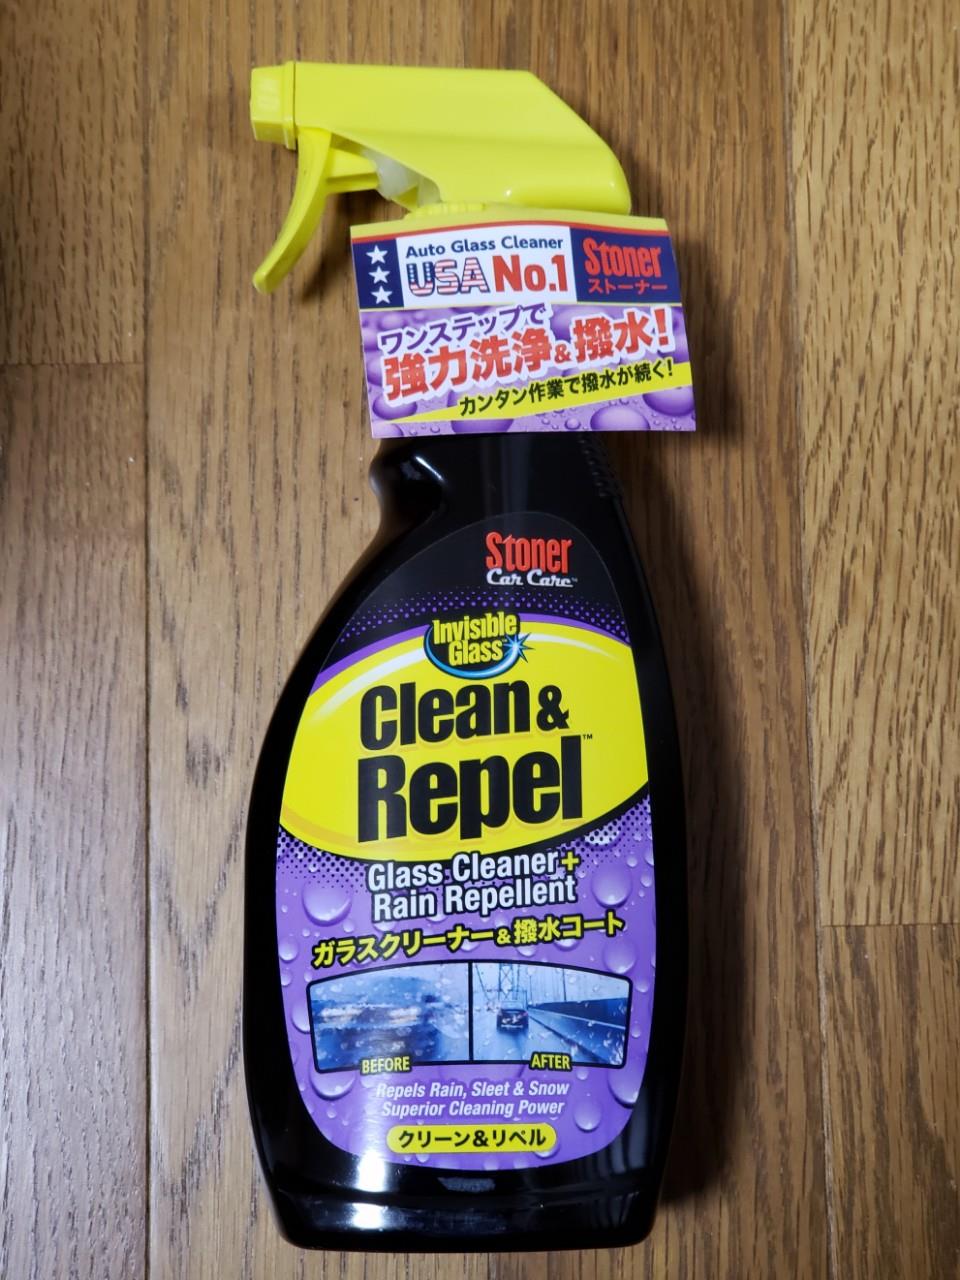 Auto Glass Cleaner
USA No.1
Stoner
ストーナー
ワンステップで
強力洗浄&撥水!
カンタン作業で撥水が続く!
Stoner
Car Care™
Invisible
Glass™
Clean &
Repel™
Glass Cleaner+
Rain Repellent
ガラスクリーナー&撥水コート
BEFORE
AFTER
Repels Rain, Sleet & Snow
Superior Cleaning Power
クリーン&リペル